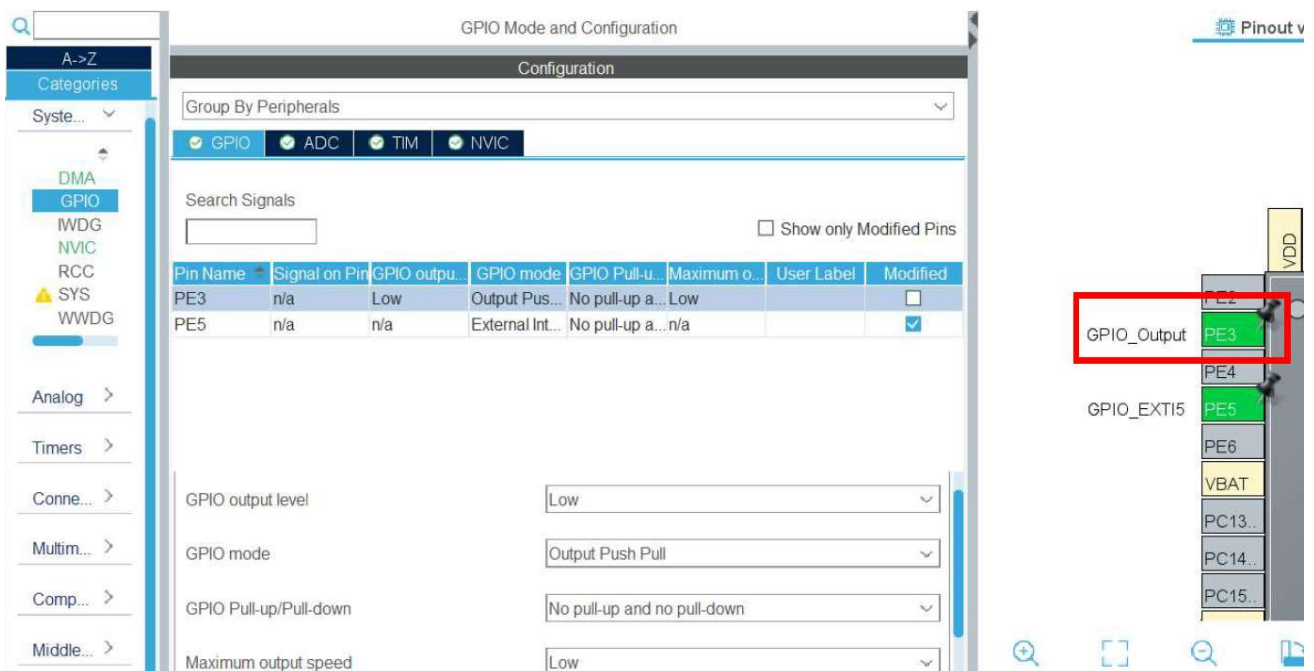 GPIO Mode and Configuration
Configuration
A->Z
Categories
Syste...
DMA
GPIO
IWDG
NVIC
RCC
SYS
WWDG
Analog
Timers
Conne...
Multim...
Comp...
Middle...
Group By Peripherals
GPIO ADC TIM NVIC
Search Signals
Show only Modified Pins
Pin Name Signal on Pin GPIO outpu... GPIO mode GPIO Pull-u... Maximum o... User Label Modified
PE3 n/a Low Output Pus... No pull-up a... Low
PE5 n/a n/a External Int... No pull-up a... n/a
GPIO output level Low
GPIO mode Output Push Pull
GPIO Pull-up/Pull-down No pull-up and no pull-down
Maximum output speed Low
Pinout v
VDD
PE2
GPIO_Output PE3
PE4
GPIO_EXTI5 PE5
PE6
VBAT
PC13..
PC14..
PC15..